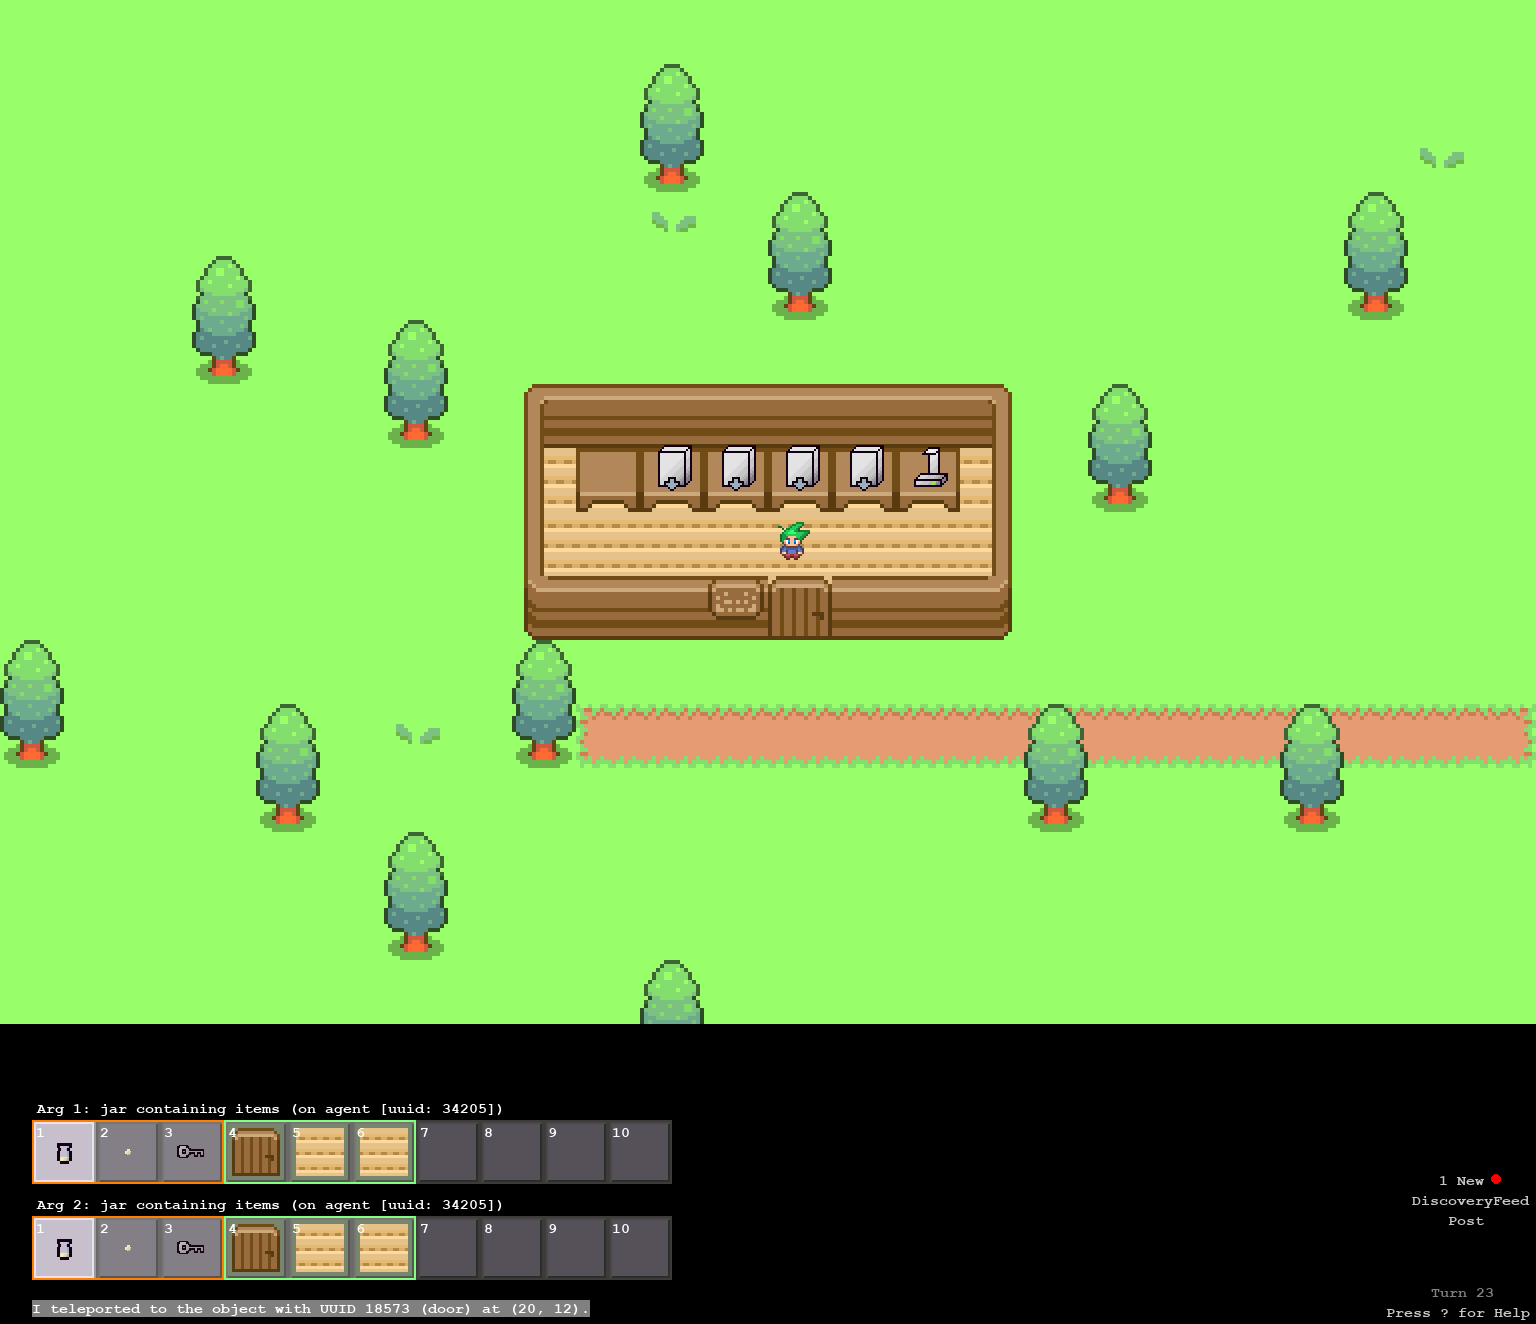 Arg 1: jar containing items (on agent [uuid: 34205])
1 2 3 4 5 6 7 8 9 10
Arg 2: jar containing items (on agent [uuid: 34205])
1 2 3 4 5 6 7 8 9 10
1 New
DiscoveryFeed
Post
I teleported to the object with UUID 18573 (door) at (20, 12).
Turn 23
Press ? for Help